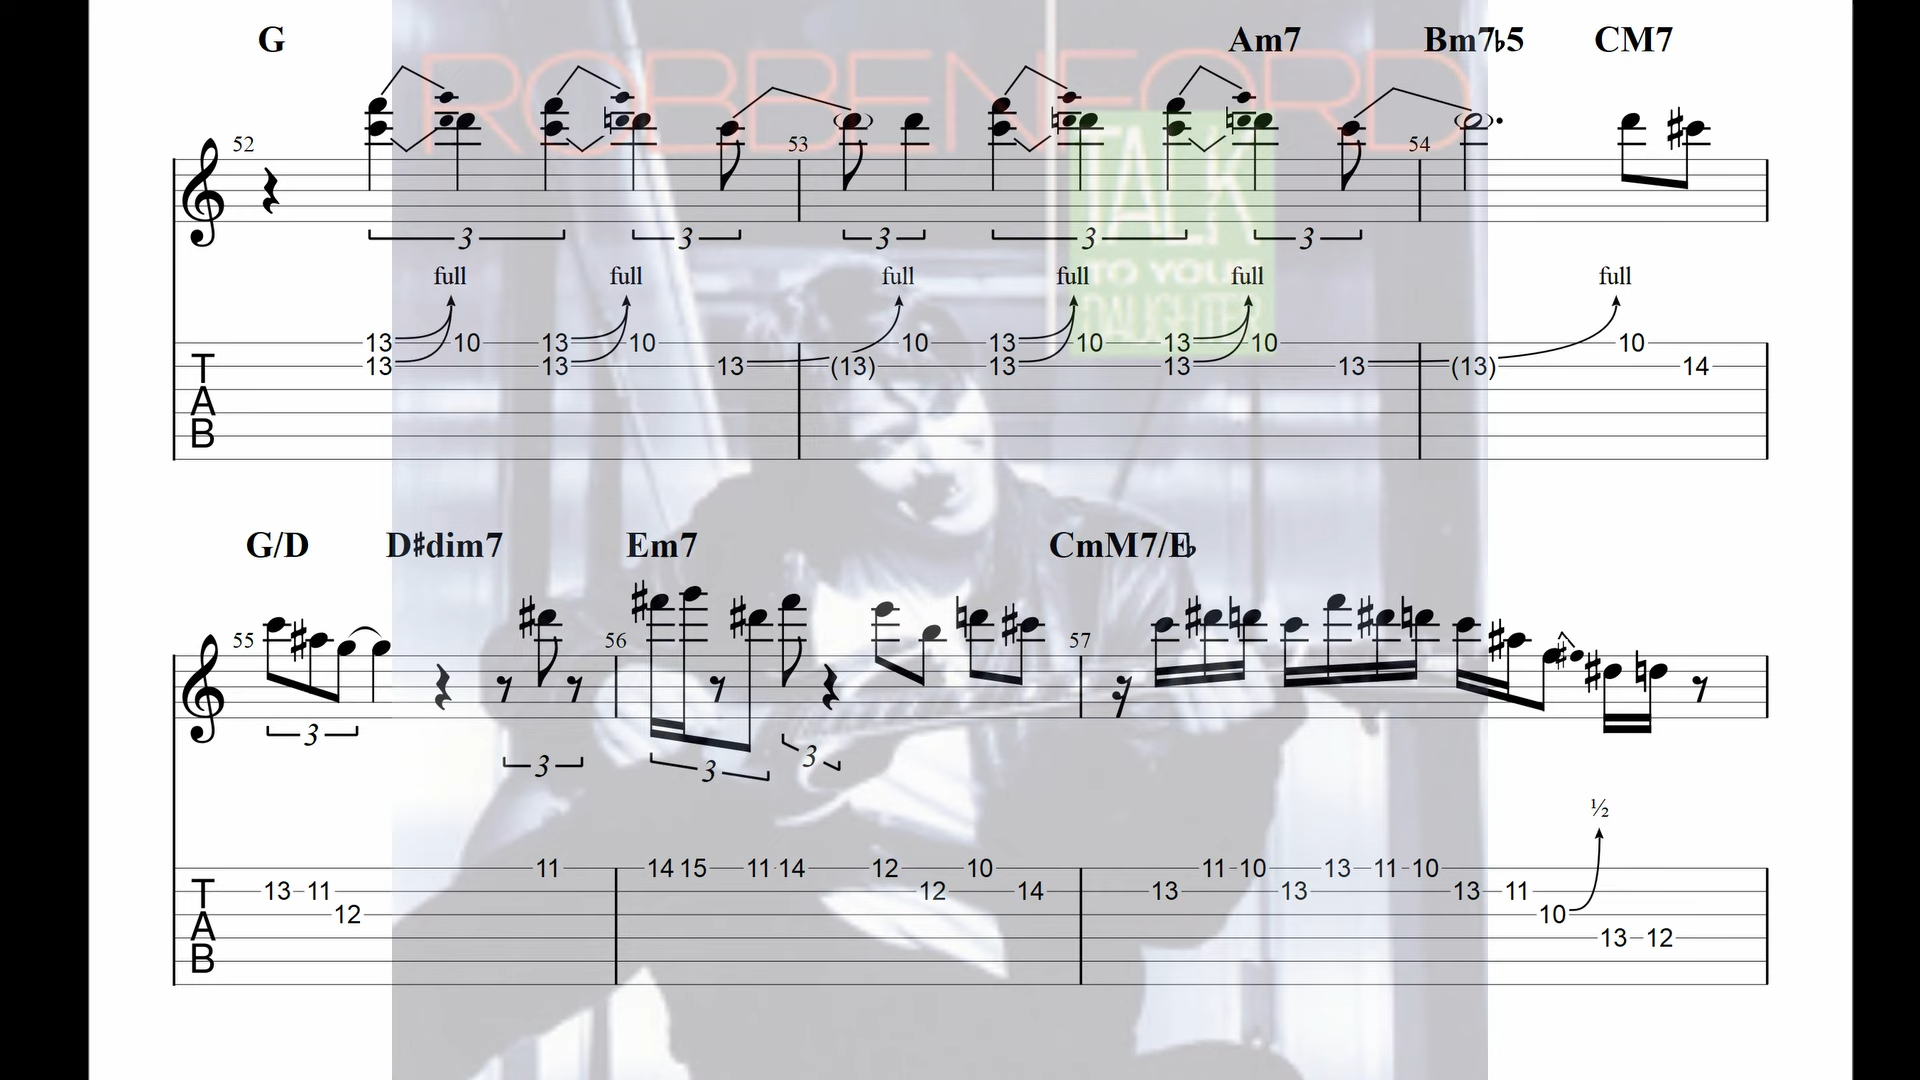 G Am7 Bm7♭5 CM7
ROBBEN FORD
TALK
TO YOUR
DAUGHTER
52 53 54
3 3 3 3 3
full full full full full full
13 10 13 10 10 13 10 13 10 10
13 13 13 (13) 13 13 13 (13) 14
T
A
B
G/D D♯dim7 Em7 CmM7/E♭
55 56 57
3 3 3 3
½
11 14 15 11 14 12 10 11 10 13 11 10
13 11 12 14 13 13 13 11
12 10
13 12
T
A
B